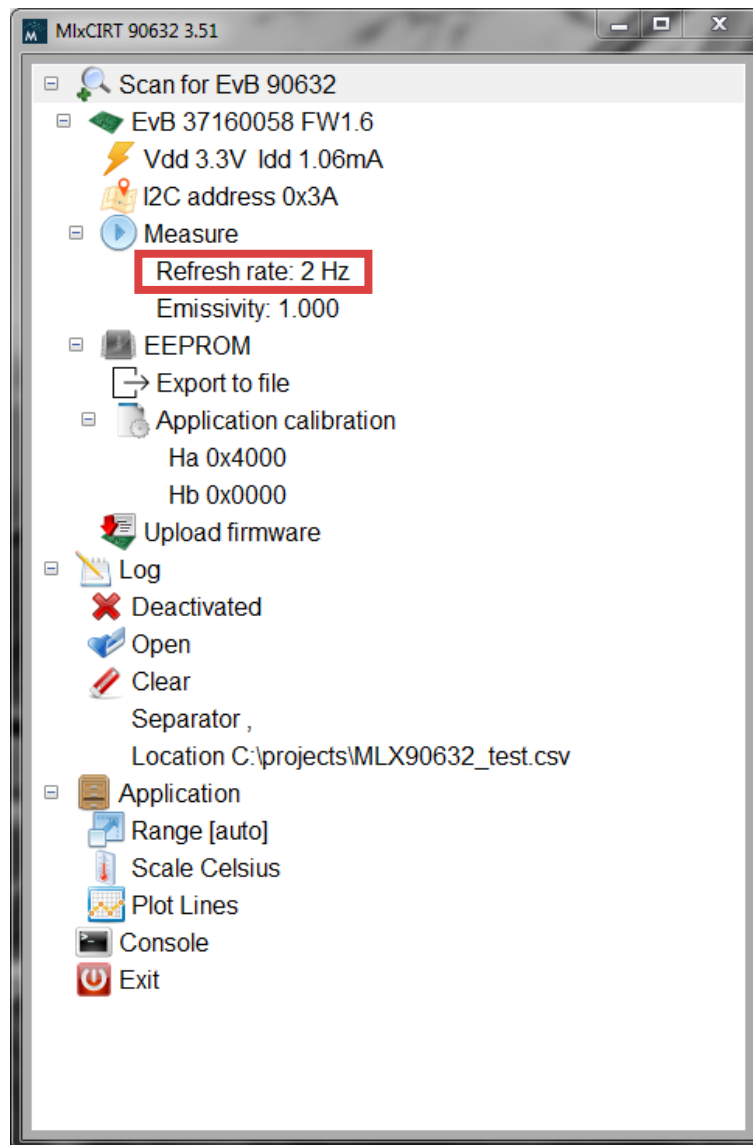 MlxCIRT 90632 3.51
Scan for EvB 90632
EvB 37160058 FW1.6
Vdd 3.3V Idd 1.06mA
I2C address 0x3A
Measure
Refresh rate: 2 Hz
Emissivity: 1.000
EEPROM
Export to file
Application calibration
Ha 0x4000
Hb 0x0000
Upload firmware
Log
Deactivated
Open
Clear
Separator ,
Location C:\projects\MLX90632_test.csv
Application
Range [auto]
Scale Celsius
Plot Lines
Console
Exit